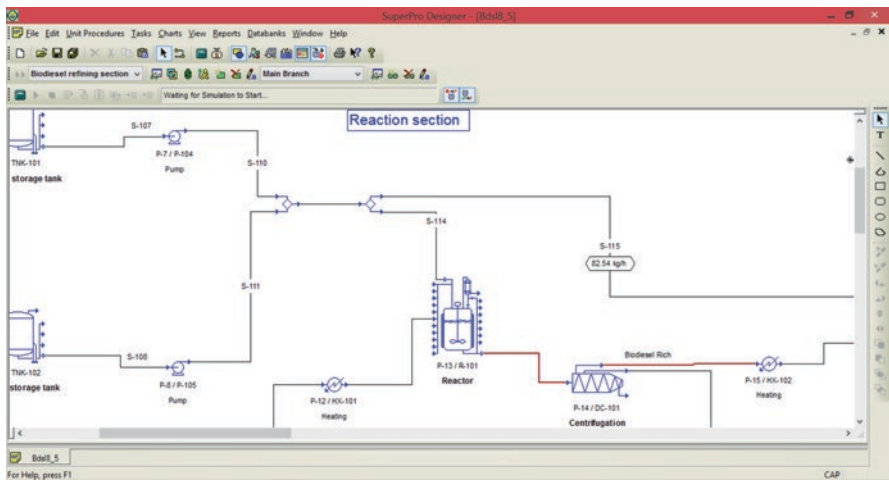 SuperPro Designer - [Bdsl8_5]
File Edit Unit Procedures Tasks Charts View Reports Databanks Window Help
Biodiesel refining section
Main Branch
Waiting for Simulation to Start...
Reaction section
S-107
TNK-101
storage tank
P-7 / P-104
Pump
S-110
S-114
S-115
82.54 kg/h
S-111
TNK-102
storage tank
S-108
P-8 / P-105
Pump
P-12 / HX-101
Heating
P-13 / R-101
Reactor
Biodiesel Rich
P-14 / DC-101
Centrifugation
P-15 / HX-102
Heating
Bdsl8_5
For Help, press F1
CAP